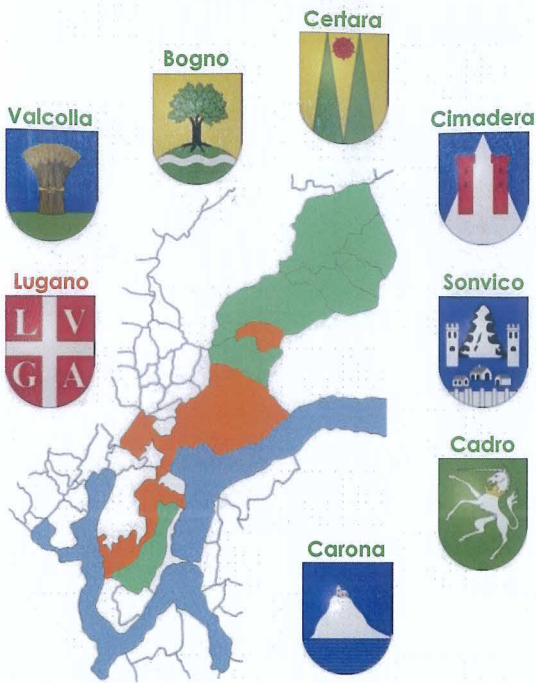 Certara
Bogno
Valcolla
Cimadera
Lugano
L V
G A
Sonvico
Cadro
Carona